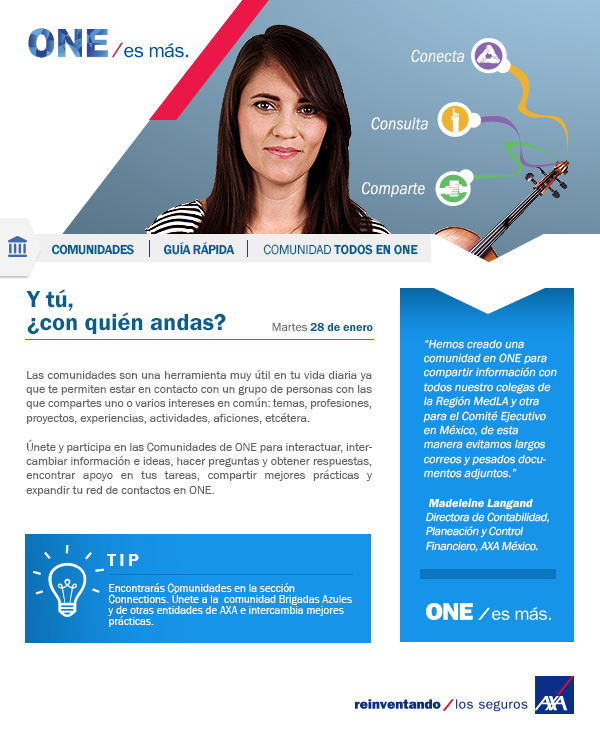 ONE / es más.
Conecta
Consulta
Comparte
COMUNIDADES | GUÍA RÁPIDA | COMUNIDAD TODOS EN ONE
Y tú,
¿con quién andas?
Martes 28 de enero
Las comunidades son una herramienta muy útil en tu vida diaria ya
que te permiten estar en contacto con un grupo de personas con las
que compartes uno o varios intereses en común: temas, profesiones,
proyectos, experiencias, actividades, aficiones, etcétera.
Únete y participa en las Comunidades de ONE para interactuar, inter-
cambiar información e ideas, hacer preguntas y obtener respuestas,
encontrar apoyo en tus tareas, compartir mejores prácticas y
expandir tu red de contactos en ONE.
TIP
Encontrarás Comunidades en la sección
Connections. Únete a la comunidad Brigadas Azules
y de otras entidades de AXA e intercambia mejores
prácticas.
“Hemos creado una
comunidad en ONE para
compartir información con
todos nuestro colegas de
la Región MedLA y otra
para el Comité Ejecutivo
en México, de esta
manera evitamos largos
correos y pesados docu-
mentos adjuntos.”
Madeleine Langand
Directora de Contabilidad,
Planeación y Control
Financiero, AXA México.
ONE / es más.
reinventando / los seguros
AXA